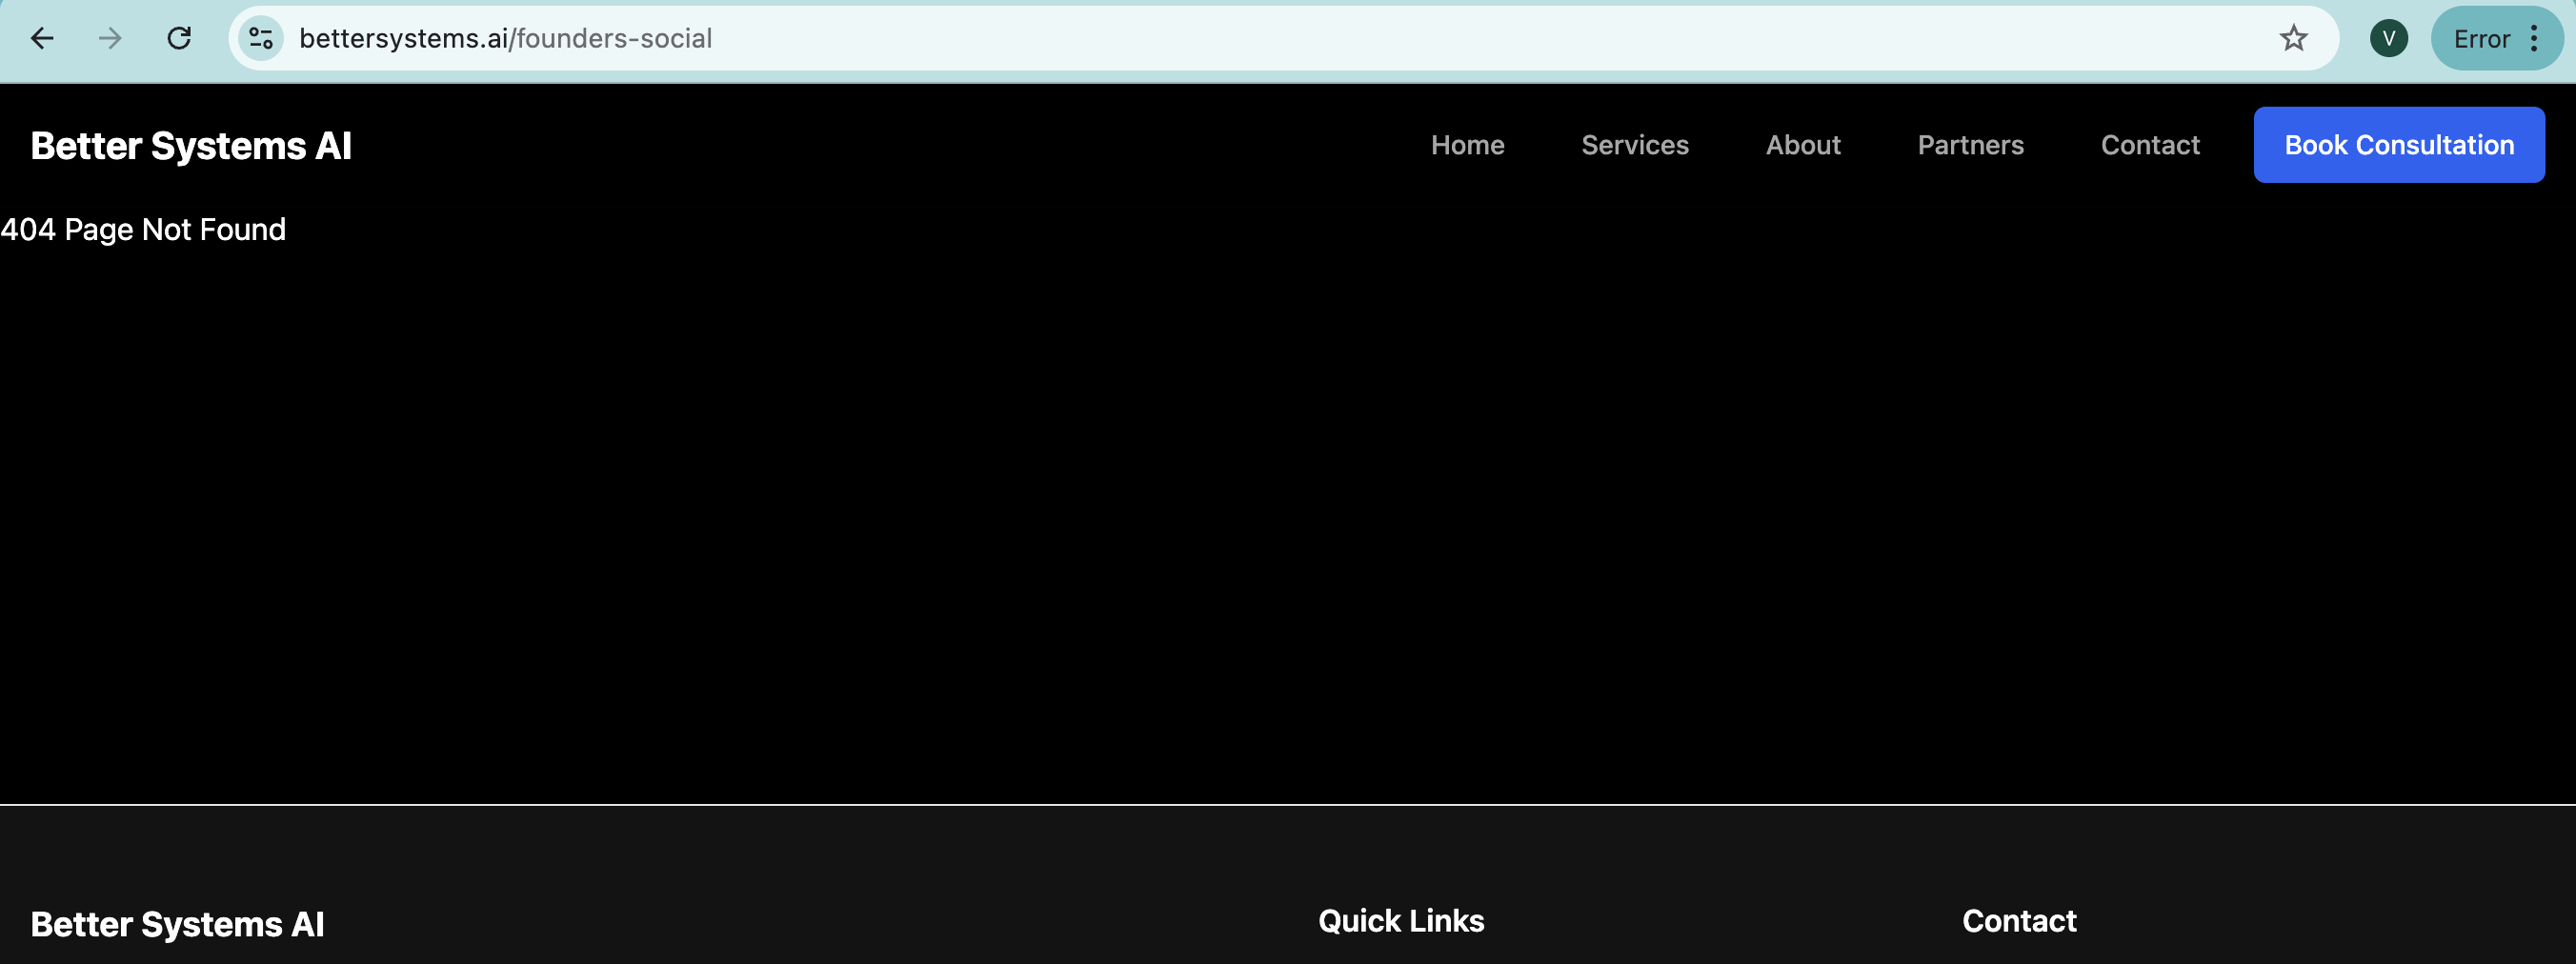 bettersystems.ai/founders-social V Error
Better Systems AI Home Services About Partners Contact Book Consultation
404 Page Not Found
Better Systems AI Quick Links Contact